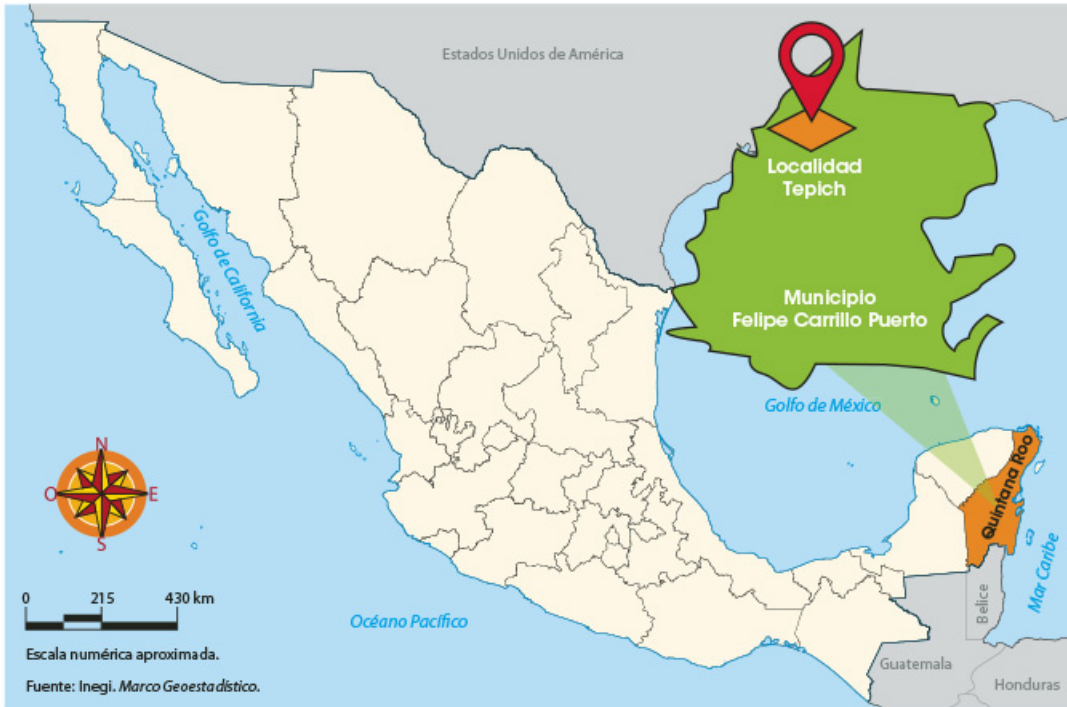 Estados Unidos de América
Localidad
Tepich
Golfo de California
Municipio
Felipe Carrillo Puerto
Golfo de México
N
O
E
S
Quintana Roo
Mar Caribe
0 215 430 km
Océano Pacífico
Belice
Escala numérica aproximada.
Guatemala
Fuente: Inegi. Marco Geoestadístico.
Honduras